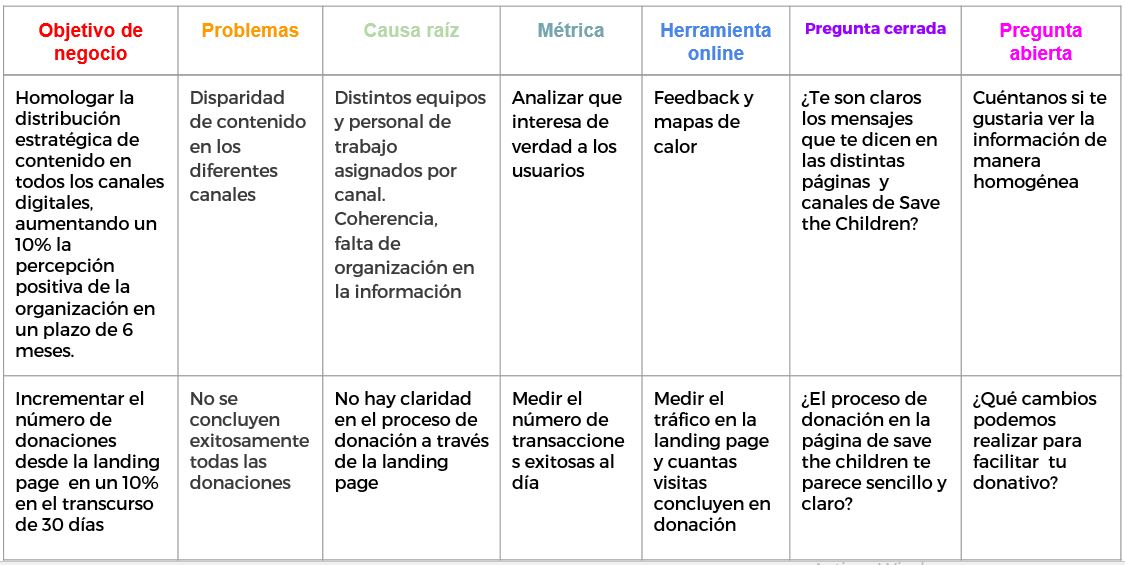 Objetivo de
negocio
Problemas
Causa raíz
Métrica
Herramienta
online
Pregunta cerrada
Pregunta
abierta
Homologar la
distribución
estratégica de
contenido en
todos los canales
digitales,
aumentando un
10% la
percepción
positiva de la
organización en
un plazo de 6
meses.
Disparidad
de contenido
en los
diferentes
canales
Distintos equipos
y personal de
trabajo
asignados por
canal.
Coherencia,
falta de
organización en
la información
Analizar que
interesa de
verdad a los
usuarios
Feedback y
mapas de
calor
¿Te son claros
los mensajes
que te dicen en
las distintas
páginas y
canales de Save
the Children?
Cuéntanos si te
gustaria ver la
información de
manera
homogénea
Incrementar el
número de
donaciones
desde la landing
page en un 10%
en el transcurso
de 30 días
No se
concluyen
exitosamente
todas las
donaciones
No hay claridad
en el proceso de
donación a través
de la landing
page
Medir el
número de
transaccione
s exitosas al
día
Medir el
tráfico en la
landing page
y cuantas
visitas
concluyen en
donación
¿El proceso de
donación en la
página de save
the children te
parece sencillo y
claro?
¿Qué cambios
podemos
realizar para
facilitar tu
donativo?